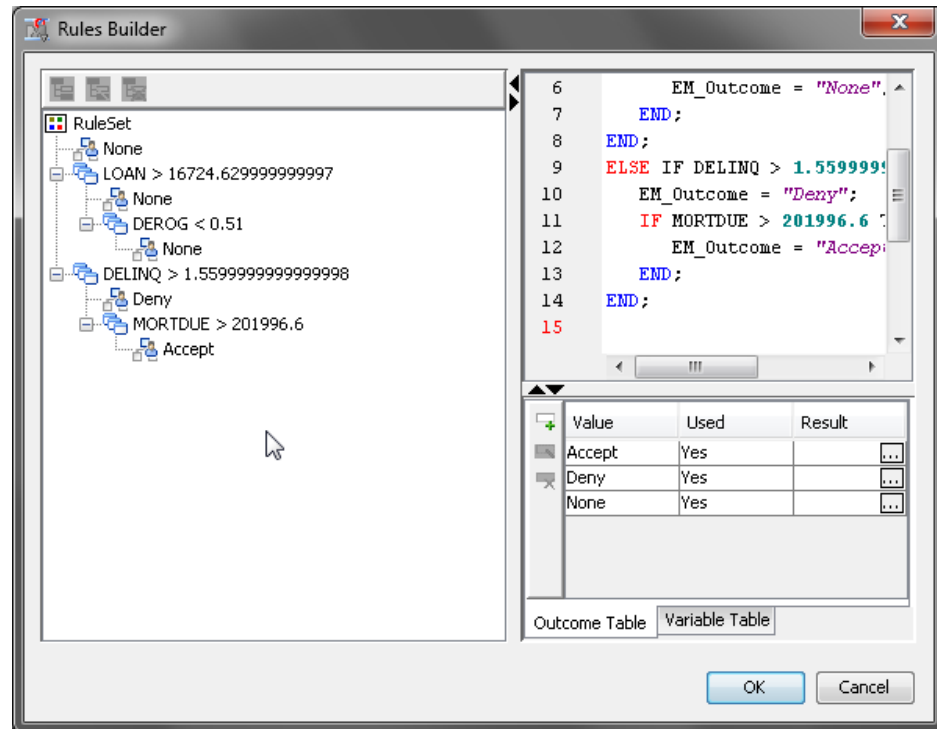 Rules Builder
RuleSet
None
LOAN > 16724.629999999997
None
DEROG < 0.51
None
DELINQ > 1.5599999999999998
Deny
MORTDUE > 201996.6
Accept
6 EM_Outcome = "None"
7 END;
8 END;
9 ELSE IF DELINQ > 1.5599999
10 EM_Outcome = "Deny";
11 IF MORTDUE > 201996.6
12 EM_Outcome = "Accep
13 END;
14 END;
15
Value Used Result
Accept Yes ...
Deny Yes ...
None Yes ...
Outcome Table Variable Table
OK Cancel